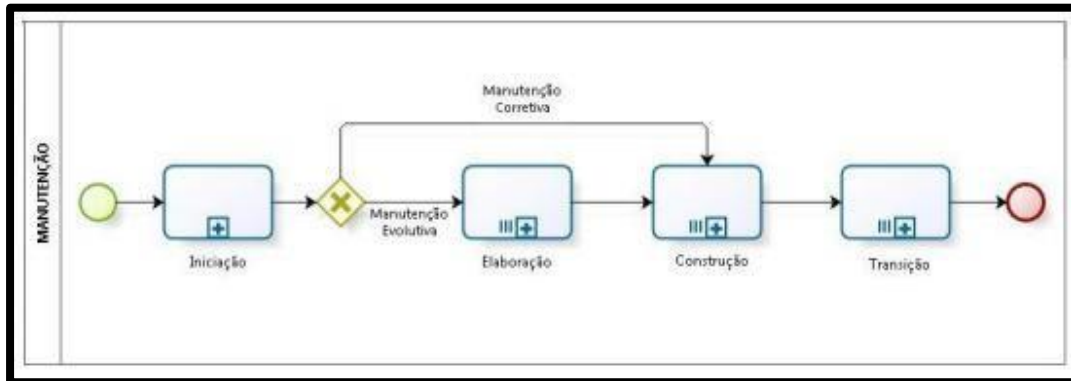 MANUTENÇÃO
Manutenção
Corretiva
Manutenção
Evolutiva
Iniciação
Elaboração
Construção
Transição